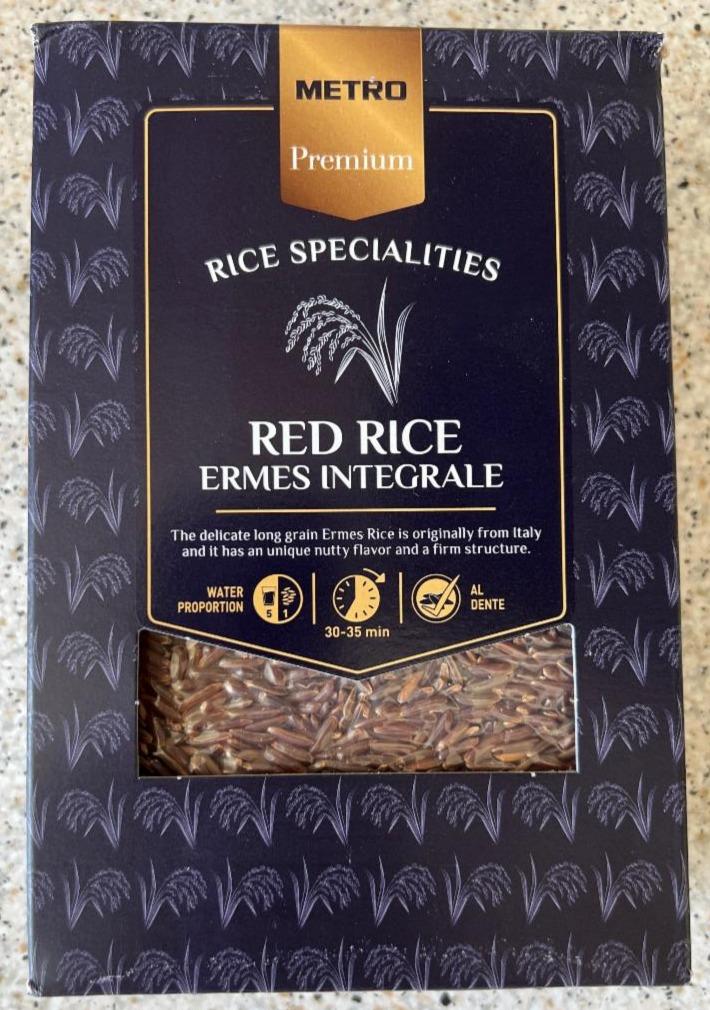 METRO
Premium
RICE SPECIALITIES
RED RICE
ERMES INTEGRALE
The delicate long grain Ermes Rice is originally from Italy
and it has an unique nutty flavor and a firm structure.
WATER
PROPORTION
5 1
30-35 min
AL
DENTE